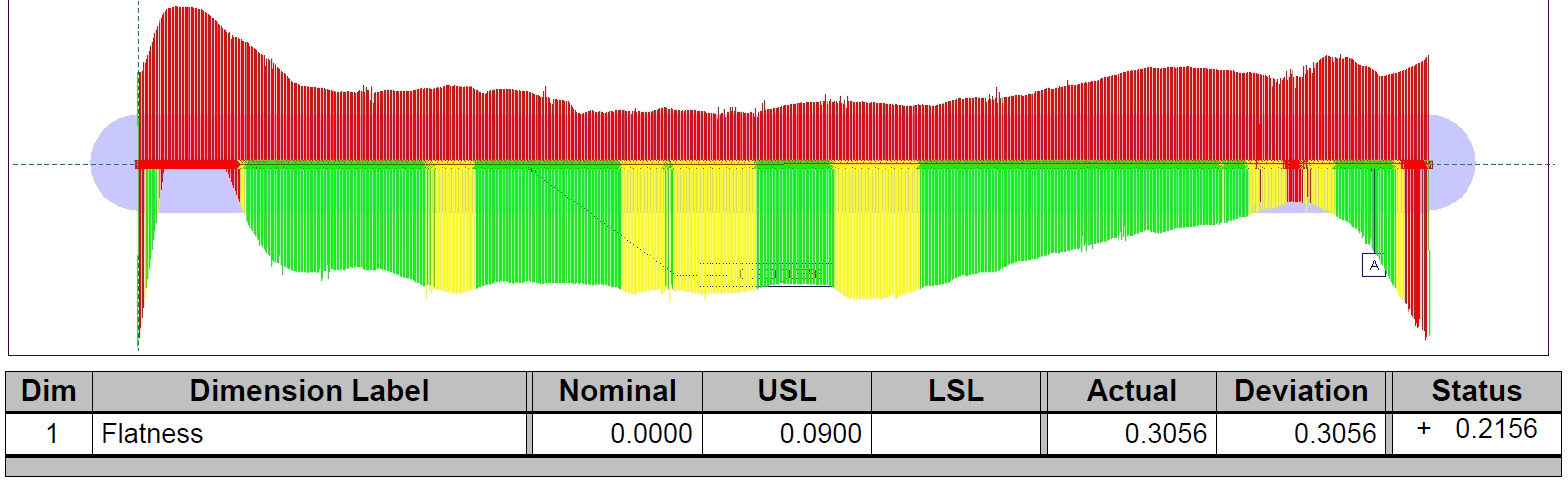 A
Dim Dimension Label Nominal USL LSL Actual Deviation Status
1 Flatness 0.0000 0.0900 0.3056 0.3056 + 0.2156